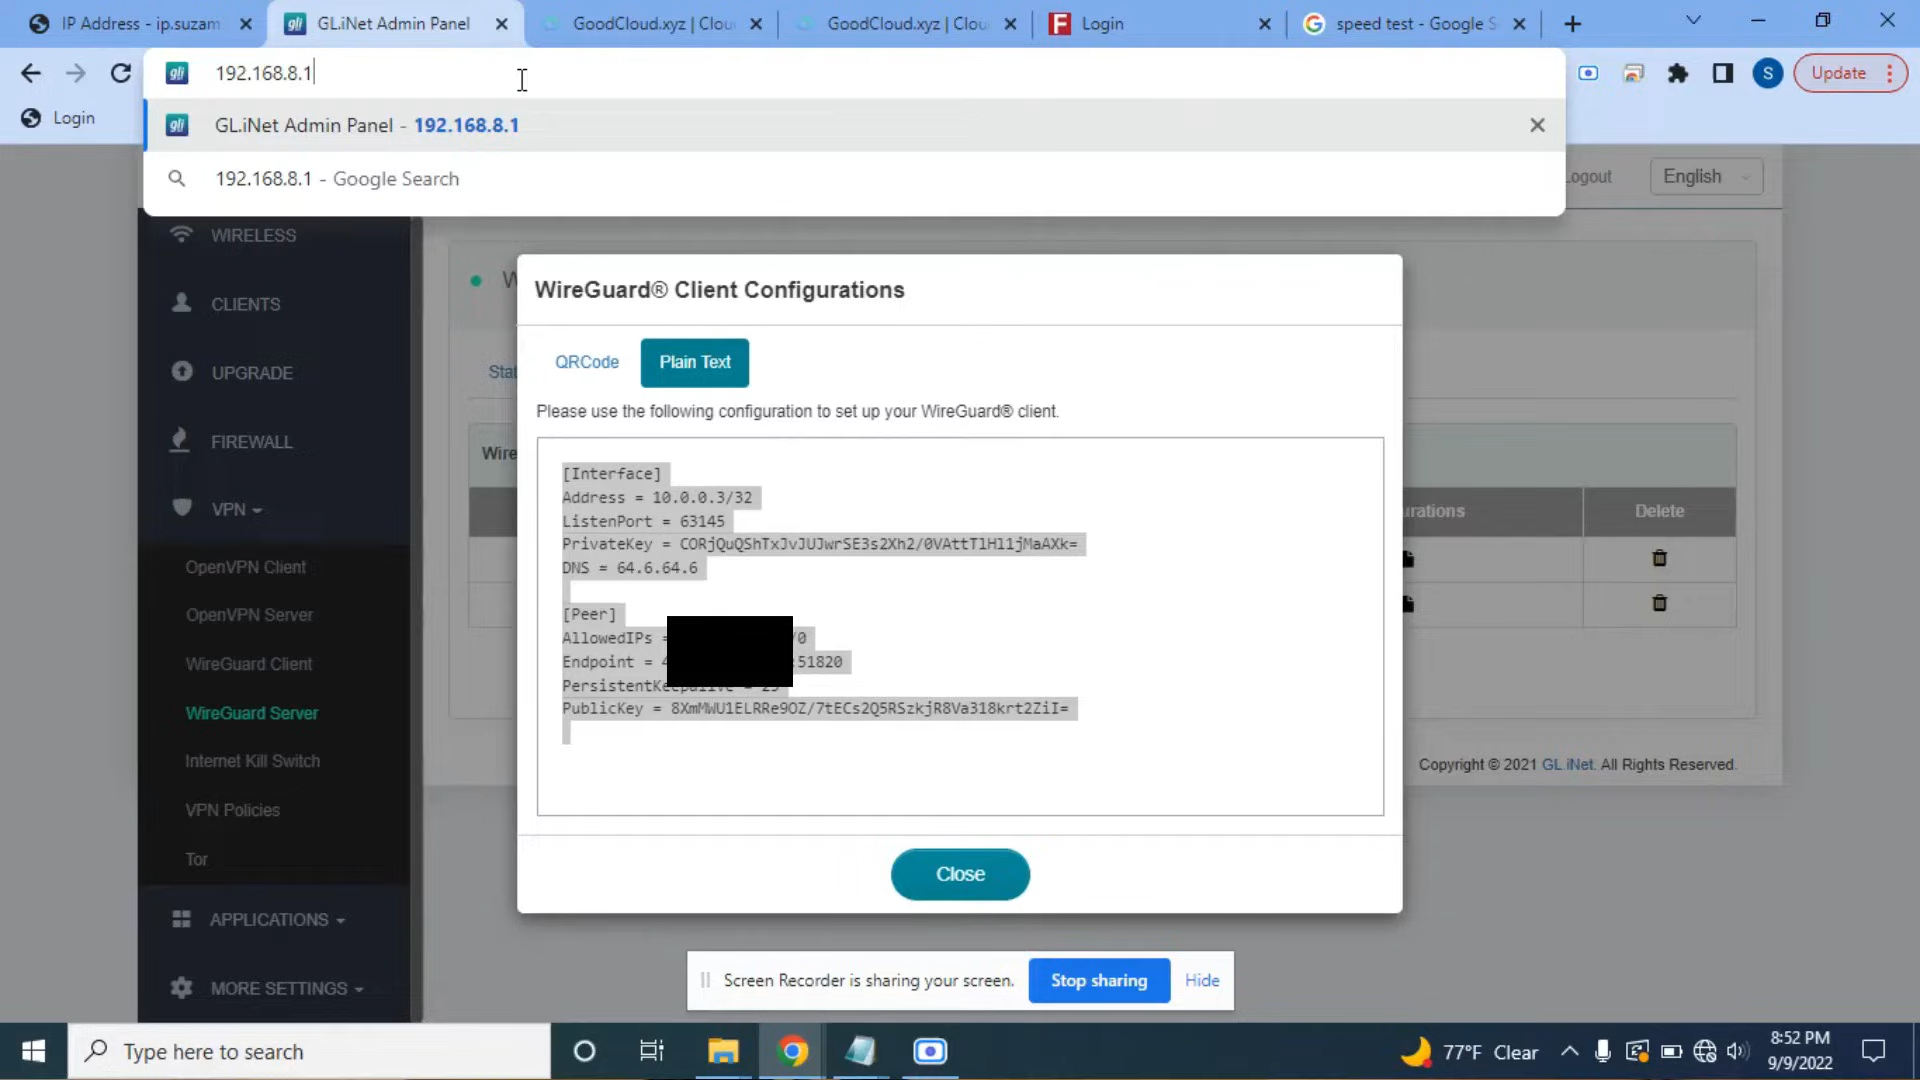 IP Address - ip.suzam
GL.iNet Admin Panel
GoodCloud.xyz | Clou
GoodCloud.xyz | Clou
Login
speed test - Google S
192.168.8.1
S
Update
GL.iNet Admin Panel - 192.168.8.1
192.168.8.1 - Google Search
Login
Logout
English
WIRELESS
CLIENTS
UPGRADE
FIREWALL
VPN
OpenVPN Client
OpenVPN Server
WireGuard Client
WireGuard Server
Internet Kill Switch
VPN Policies
Tor
APPLICATIONS
MORE SETTINGS
W
Stat
Wire
urations
Delete
WireGuard® Client Configurations
QRCode
Plain Text
Please use the following configuration to set up your WireGuard® client.
[Interface]
Address = 10.0.0.3/32
ListenPort = 63145
PrivateKey = CORjQuQShTxJvJUJwrSE3s2Xh2/0VAttTlHl1jMaAXk=
DNS = 64.6.64.6
[Peer]
AllowedIPs = /0
Endpoint = 4 :51820
PersistentKeepalive = 25
PublicKey = 8XmMWU1ELRRe9OZ/7tECs2Q5RSzkjR8Va318krt2ZiI=
Close
Copyright © 2021 GL.iNet. All Rights Reserved.
Screen Recorder is sharing your screen.
Stop sharing
Hide
Type here to search
77°F Clear
8:52 PM
9/9/2022